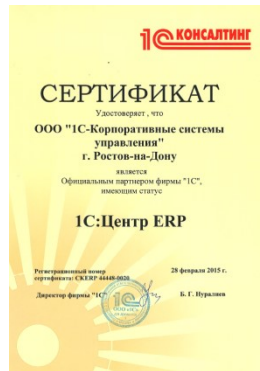 1С КОНСАЛТИНГ
СЕРТИФИКАТ
Удостоверяет, что
ООО "1С-Корпоративные системы
управления"
г. Ростов-на-Дону
является
Официальным партнером фирмы "1С",
имеющим статус
1С:Центр ERP
Регистрационный номер
28 февраля 2015 г.
сертификата: CKERP 44448-0020
Директор фирмы "1С"
Б. Г. Нуралиев